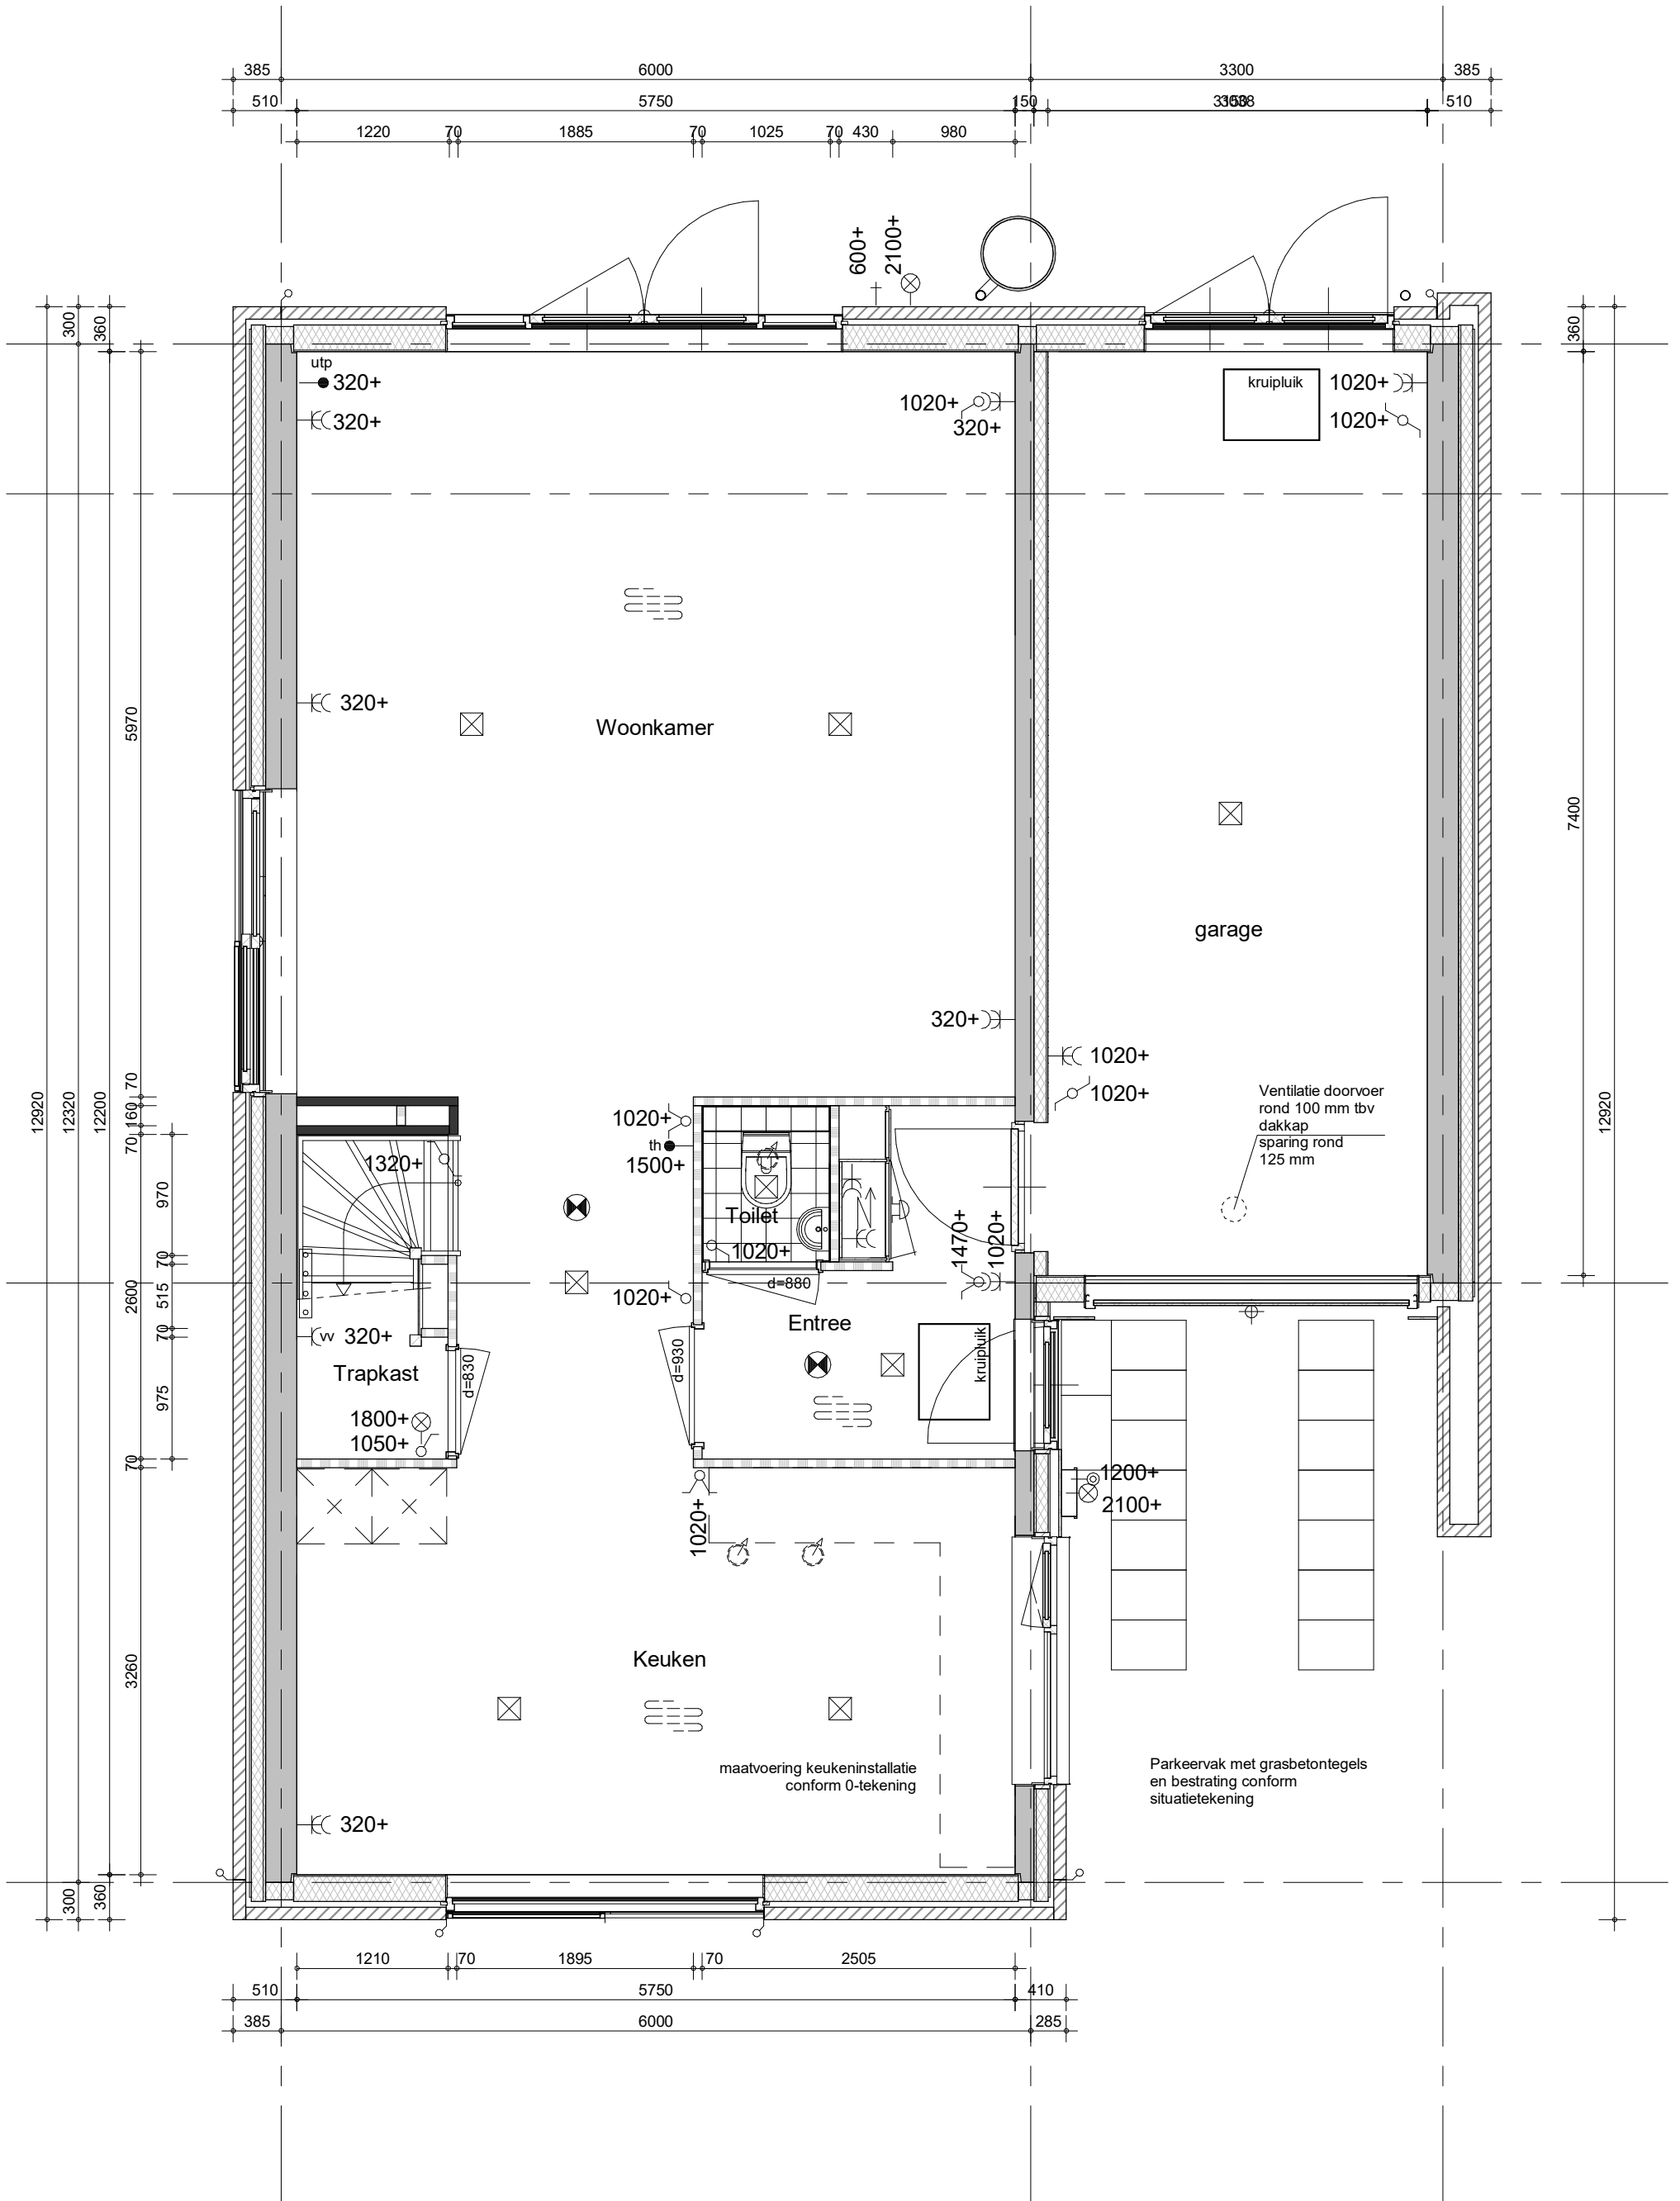 385 6000 3300 385
510 5750 150 510
1220 70 1885 70 1025 70 430 980
600+
2100+
300
360
360
utp
320+
320+
1020+
320+
kruipluik
1020+
1020+
320+
Woonkamer
5970
7400
garage
320+
1020+
1020+
Ventilatie doorvoer
rond 100 mm tbv
dakkap
sparing rond
125 mm
12920
12320
12200
12920
70
160
70
1020+
th
1500+
1320+
970
Toilet
1020+
1470+
1020+
70
2600
515
70
d=880
1020+
Entree
vv 320+
Trapkast
d=830
d=930
kruipluik
975
1800+
1050+
70
1200+
2100+
1020+
3260
Keuken
maatvoering keukeninstallatie
conform 0-tekening
Parkeervak met grasbetontegels
en bestrating conform
situatietekening
320+
300
360
1210 70 1895 70 2505
510 5750 410
385 6000 285